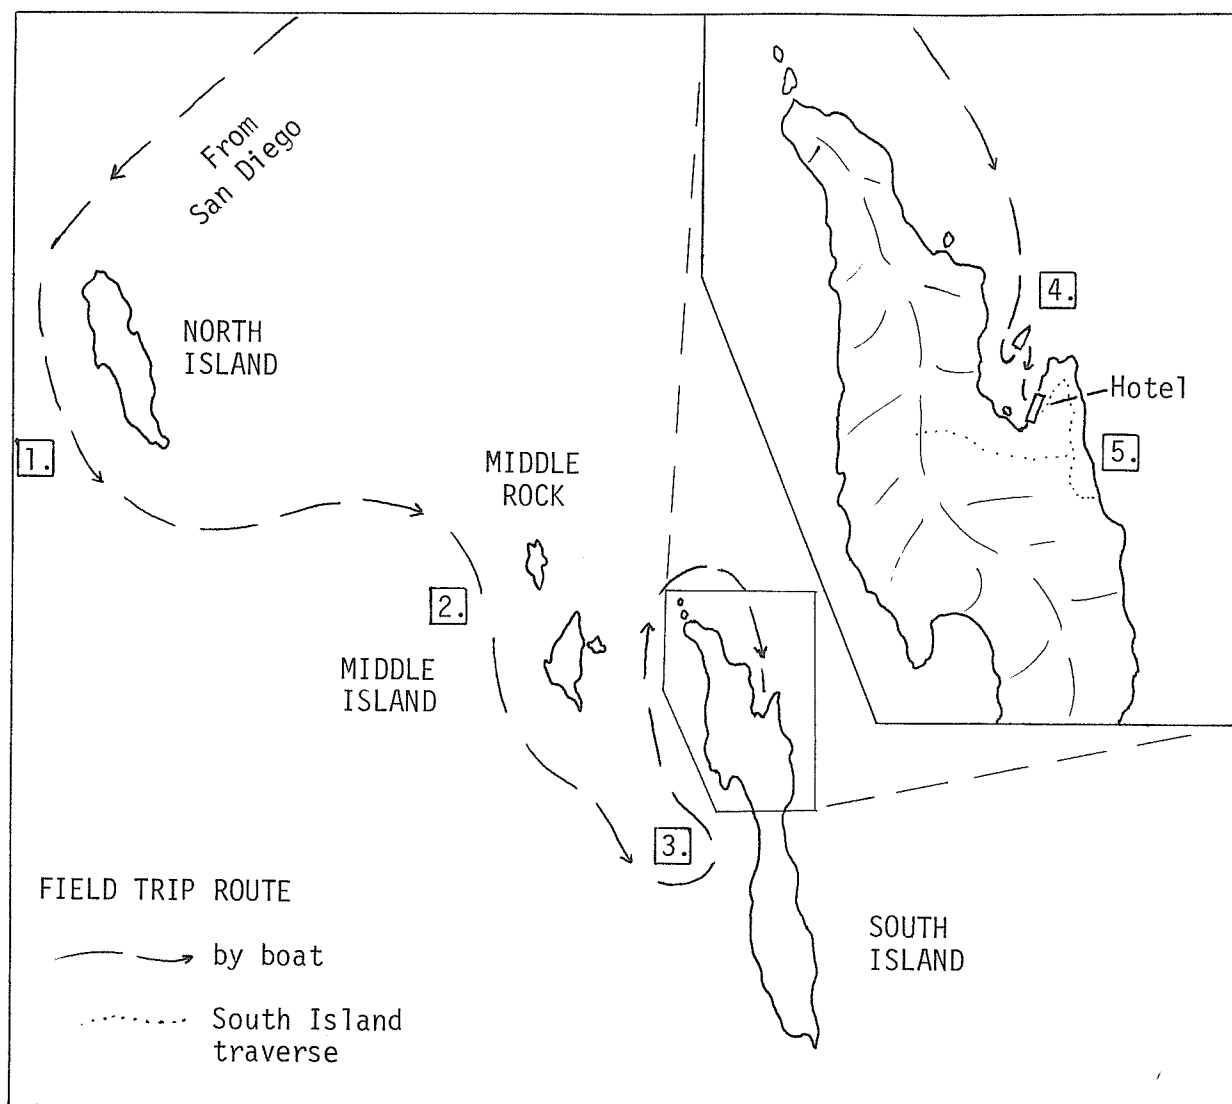 From
San Diego
NORTH
ISLAND
1.
MIDDLE
ROCK
2.
MIDDLE
ISLAND
3.
4.
Hotel
5.
SOUTH
ISLAND
FIELD TRIP ROUTE
by boat
South Island
traverse